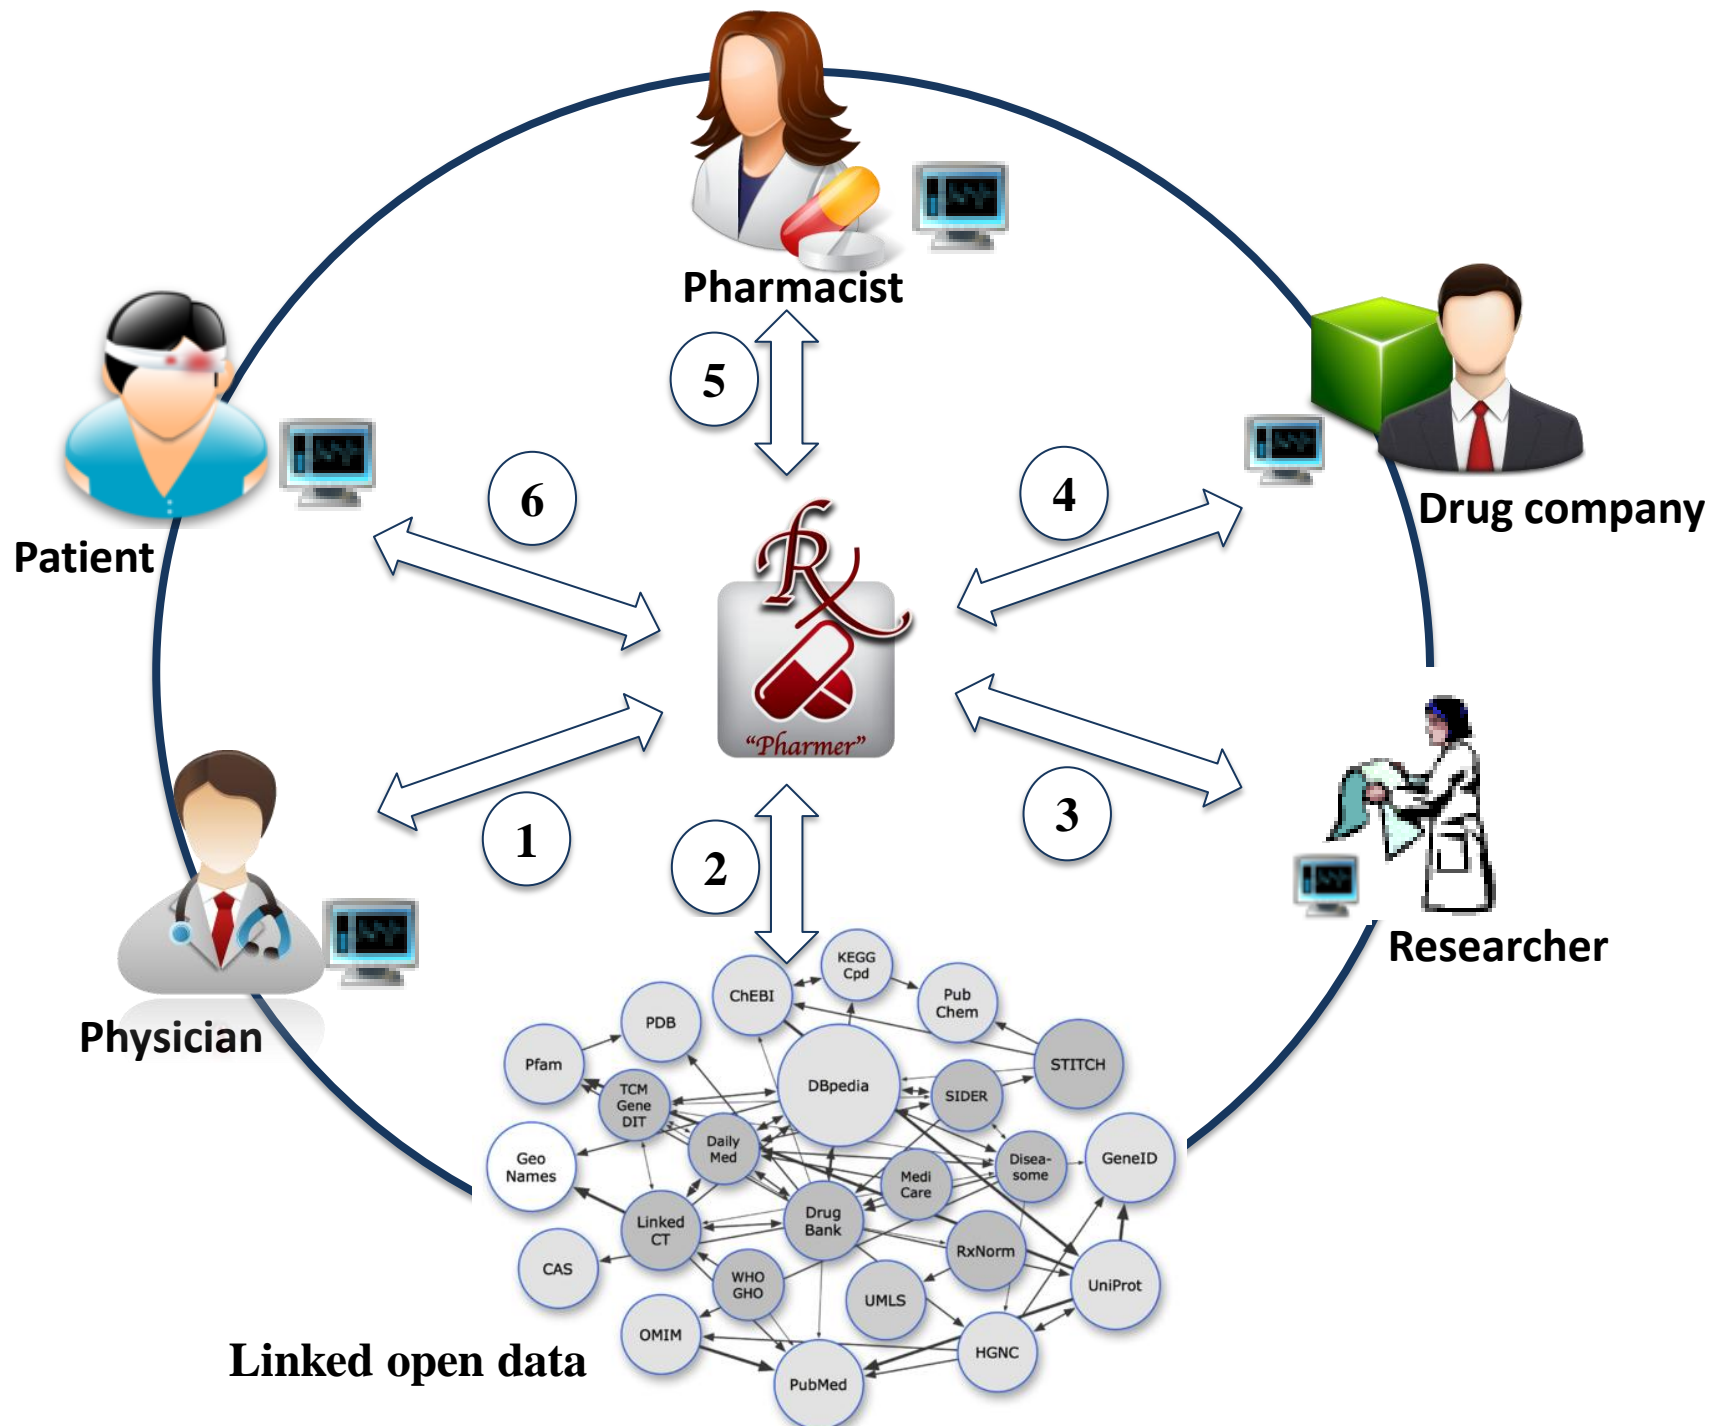 Pharmacist
5
Patient
6
4
Drug company
Rx
"Pharmer"
1
2
3
Physician
Researcher
KEGG
Cpd
ChEBI
Pub
Chem
PDB
Pfam
STITCH
DBpedia
TCM
Gene
DIT
SIDER
Daily
Med
Geo
Names
Medi
Care
Disea-
some
GeneID
Linked
CT
Drug
Bank
RxNorm
CAS
WHO
GHO
UMLS
UniProt
OMIM
HGNC
PubMed
Linked open data